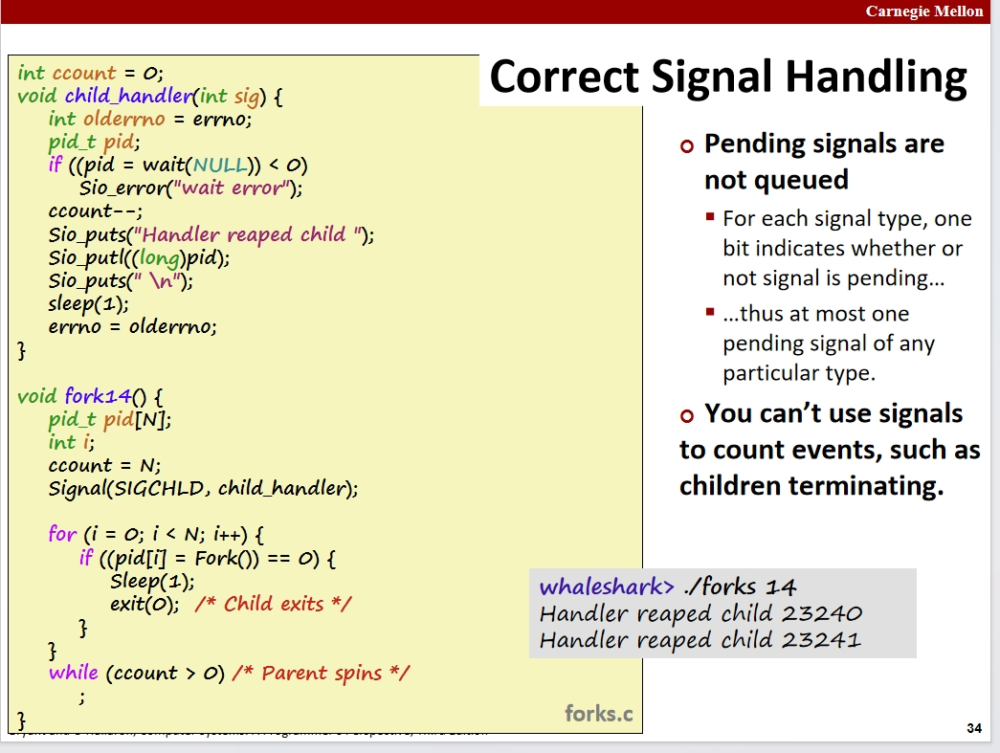 Carnegie Mellon
Correct Signal Handling
int ccount = 0;
void child_handler(int sig) {
int olderrno = errno;
pid_t pid;
if ((pid = wait(NULL)) < 0)
Sio_error("wait error");
ccount--;
Sio_puts("Handler reaped child ");
Sio_putl((long)pid);
Sio_puts(" \n");
sleep(1);
errno = olderrno;
}
void fork14() {
pid_t pid[N];
int i;
ccount = N;
Signal(SIGCHLD, child_handler);
for (i = 0; i < N; i++) {
if ((pid[i] = Fork()) == 0) {
Sleep(1);
exit(0); /* Child exits */
}
}
while (ccount > 0) /* Parent spins */
;
}
forks.c
Pending signals are
not queued
For each signal type, one
bit indicates whether or
not signal is pending…
…thus at most one
pending signal of any
particular type.
You can’t use signals
to count events, such as
children terminating.
whaleshark> ./forks 14
Handler reaped child 23240
Handler reaped child 23241
34